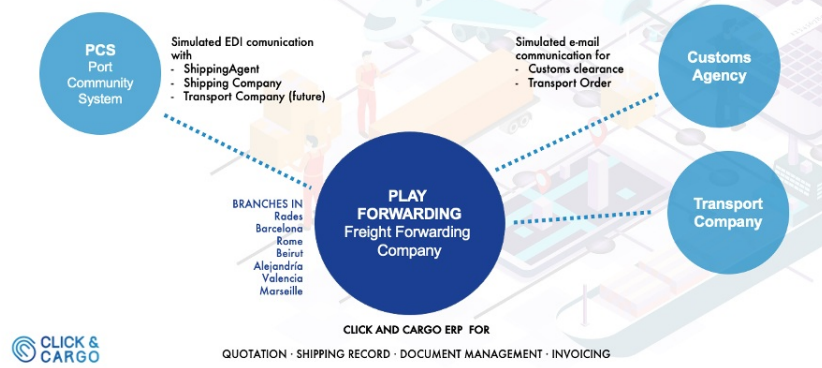 PCS
Port
Community
System
Simulated EDI comunication
with
- ShippingAgent
- Shipping Company
- Transport Company (future)
Simulated e-mail
communication for
- Customs clearance
- Transport Order
Customs
Agency
BRANCHES IN
Rades
Barcelona
Rome
Beirut
Alejandría
Valencia
Marseille
PLAY
FORWARDING
Freight Forwarding
Company
Transport
Company
CLICK AND CARGO ERP FOR
QUOTATION · SHIPPING RECORD · DOCUMENT MANAGEMENT · INVOICING
CLICK &
CARGO